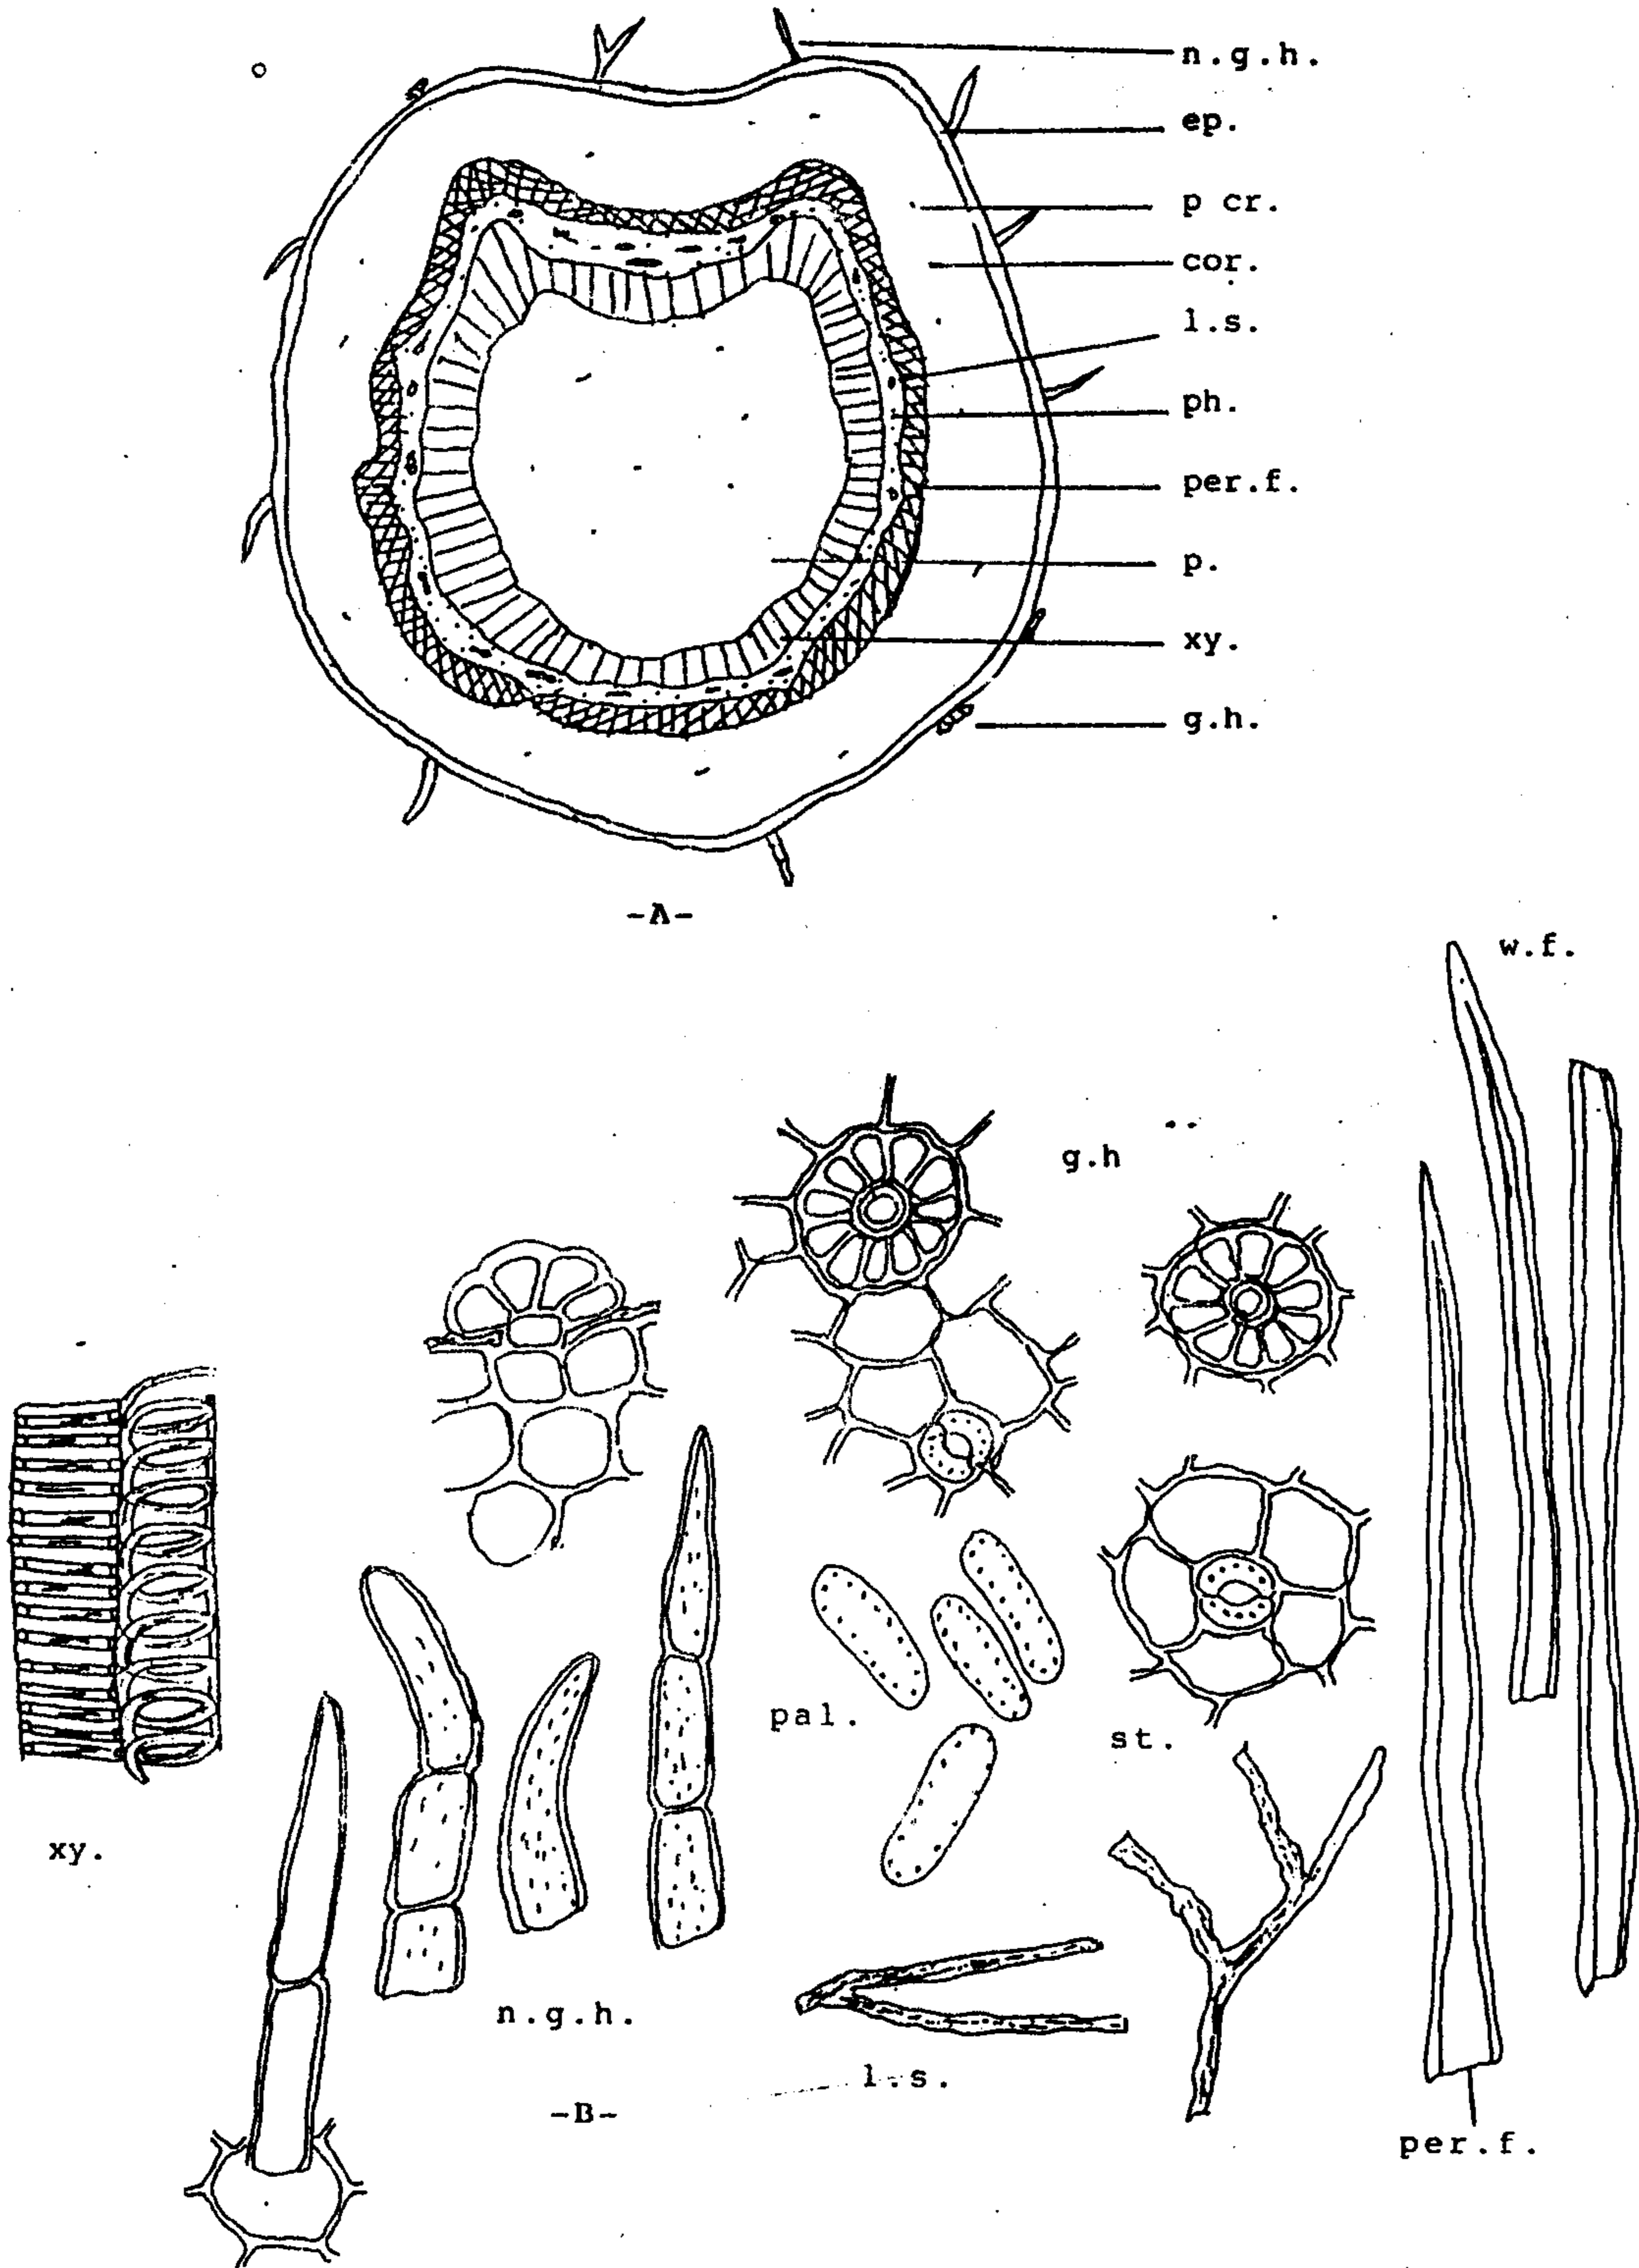 n.g.h.
ep.
p cr.
cor.
l.s.
ph.
per.f.
p.
xy.
g.h.
-A-
w.f.
g.h
pal.
st.
xy.
n.g.h.
l.s.
-B-
per.f.